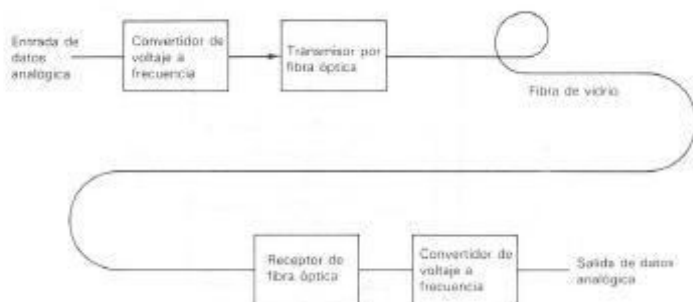 Entrada de
datos
analógica
Convertidor de
voltaje a
frecuencia
Transmisor por
fibra óptica
Fibra de vidrio
Receptor de
fibra óptica
Convertidor de
voltaje a
frecuencia
Salida de datos
analógica